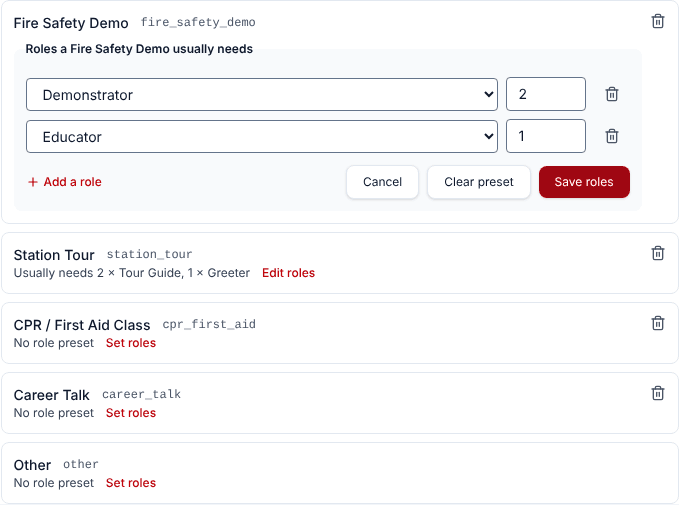 Fire Safety Demo fire_safety_demo
Roles a Fire Safety Demo usually needs
Demonstrator 2
Educator 1
+ Add a role Cancel Clear preset Save roles
Station Tour station_tour
Usually needs 2 × Tour Guide, 1 × Greeter Edit roles
CPR / First Aid Class cpr_first_aid
No role preset Set roles
Career Talk career_talk
No role preset Set roles
Other other
No role preset Set roles